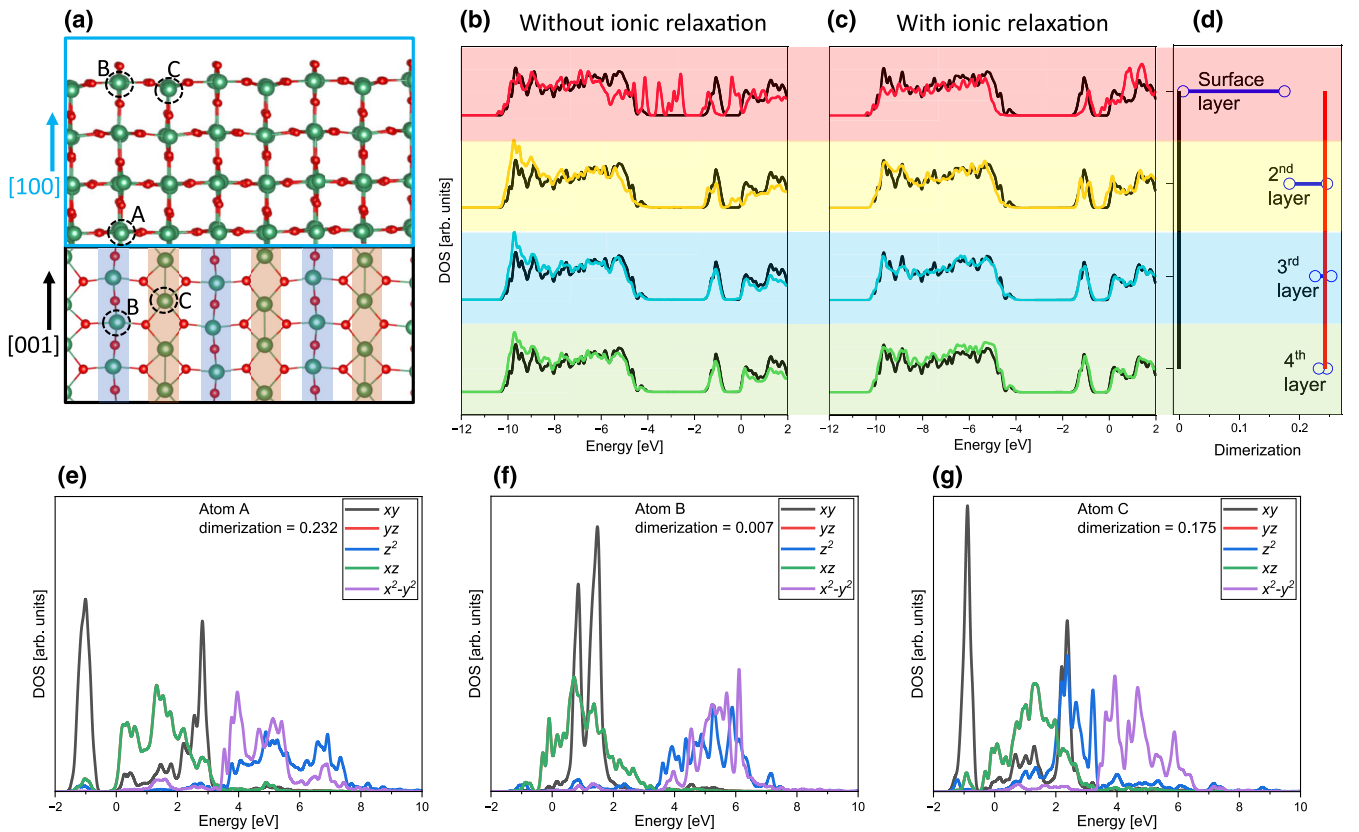 (a)
(b) Without ionic relaxation
(c) With ionic relaxation
(d)
B
C
A
[100]
B
C
[001]
DOS [arb. units]
−12 −10 −8 −6 −4 −2 0 2
Energy [eV]
−12 −10 −8 −6 −4 −2 0 2
Energy [eV]
Surface
layer
2nd
layer
3rd
layer
4th
layer
0 0.1 0.2
Dimerization
(e)
Atom A
dimerization = 0.232
xy
yz
z2
xz
x2-y2
DOS [arb. units]
−2 0 2 4 6 8 10
Energy [eV]
(f)
Atom B
dimerization = 0.007
xy
yz
z2
xz
x2-y2
DOS [arb. units]
−2 0 2 4 6 8 10
Energy [eV]
(g)
Atom C
dimerization = 0.175
xy
yz
z2
xz
x2-y2
DOS [arb. units]
−2 0 2 4 6 8 10
Energy [eV]